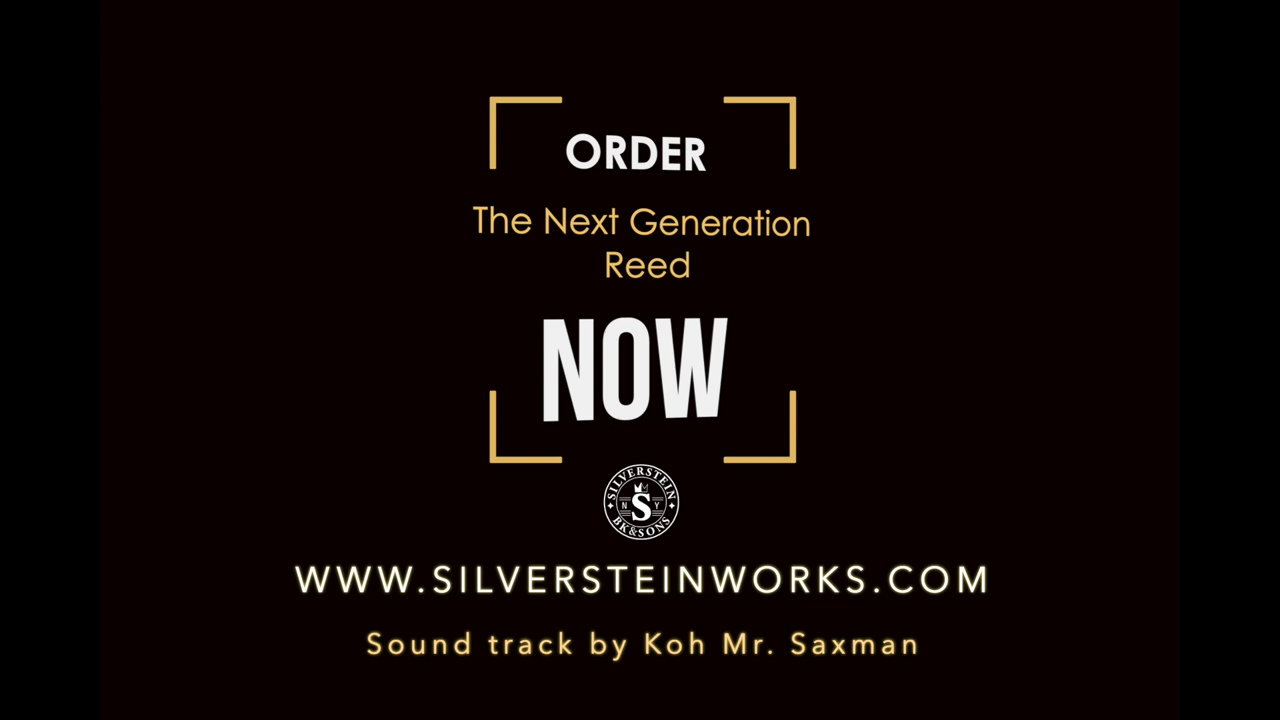 ORDER
The Next Generation
Reed
NOW
SILVERSTEIN
N S Y
BK&SONS
WWW.SILVERSTEINWORKS.COM
Sound track by Koh Mr. Saxman